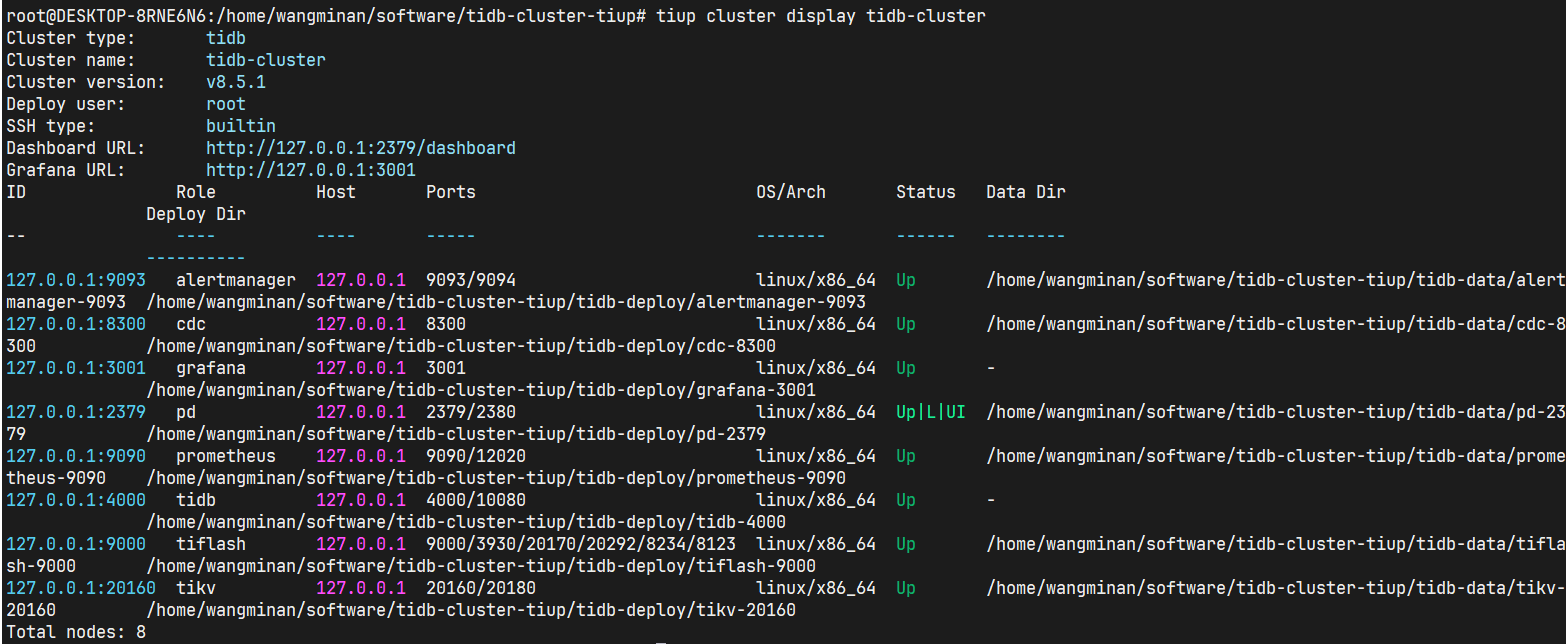 root@DESKTOP-8RNE6N6:/home/wangminan/software/tidb-cluster-tiup# tiup cluster display tidb-cluster
Cluster type:       tidb
Cluster name:       tidb-cluster
Cluster version:    v8.5.1
Deploy user:        root
SSH type:           builtin
Dashboard URL:      http://127.0.0.1:2379/dashboard
Grafana URL:        http://127.0.0.1:3001
ID               Role          Host       Ports                            OS/Arch       Status   Data Dir
              Deploy Dir
--               ----          ----       -----                            -------       ------   --------
              ----------
127.0.0.1:9093   alertmanager  127.0.0.1  9093/9094                        linux/x86_64  Up       /home/wangminan/software/tidb-cluster-tiup/tidb-data/alert
manager-9093  /home/wangminan/software/tidb-cluster-tiup/tidb-deploy/alertmanager-9093
127.0.0.1:8300   cdc           127.0.0.1  8300                             linux/x86_64  Up       /home/wangminan/software/tidb-cluster-tiup/tidb-data/cdc-8
300           /home/wangminan/software/tidb-cluster-tiup/tidb-deploy/cdc-8300
127.0.0.1:3001   grafana       127.0.0.1  3001                             linux/x86_64  Up       -
              /home/wangminan/software/tidb-cluster-tiup/tidb-deploy/grafana-3001
127.0.0.1:2379   pd            127.0.0.1  2379/2380                        linux/x86_64  Up|L|UI  /home/wangminan/software/tidb-cluster-tiup/tidb-data/pd-23
79            /home/wangminan/software/tidb-cluster-tiup/tidb-deploy/pd-2379
127.0.0.1:9090   prometheus    127.0.0.1  9090/12020                       linux/x86_64  Up       /home/wangminan/software/tidb-cluster-tiup/tidb-data/prome
theus-9090    /home/wangminan/software/tidb-cluster-tiup/tidb-deploy/prometheus-9090
127.0.0.1:4000   tidb          127.0.0.1  4000/10080                       linux/x86_64  Up       -
              /home/wangminan/software/tidb-cluster-tiup/tidb-deploy/tidb-4000
127.0.0.1:9000   tiflash       127.0.0.1  9000/3930/20170/20292/8234/8123  linux/x86_64  Up       /home/wangminan/software/tidb-cluster-tiup/tidb-data/tifla
sh-9000       /home/wangminan/software/tidb-cluster-tiup/tidb-deploy/tiflash-9000
127.0.0.1:20160  tikv          127.0.0.1  20160/20180                      linux/x86_64  Up       /home/wangminan/software/tidb-cluster-tiup/tidb-data/tikv-
20160         /home/wangminan/software/tidb-cluster-tiup/tidb-deploy/tikv-20160
Total nodes: 8